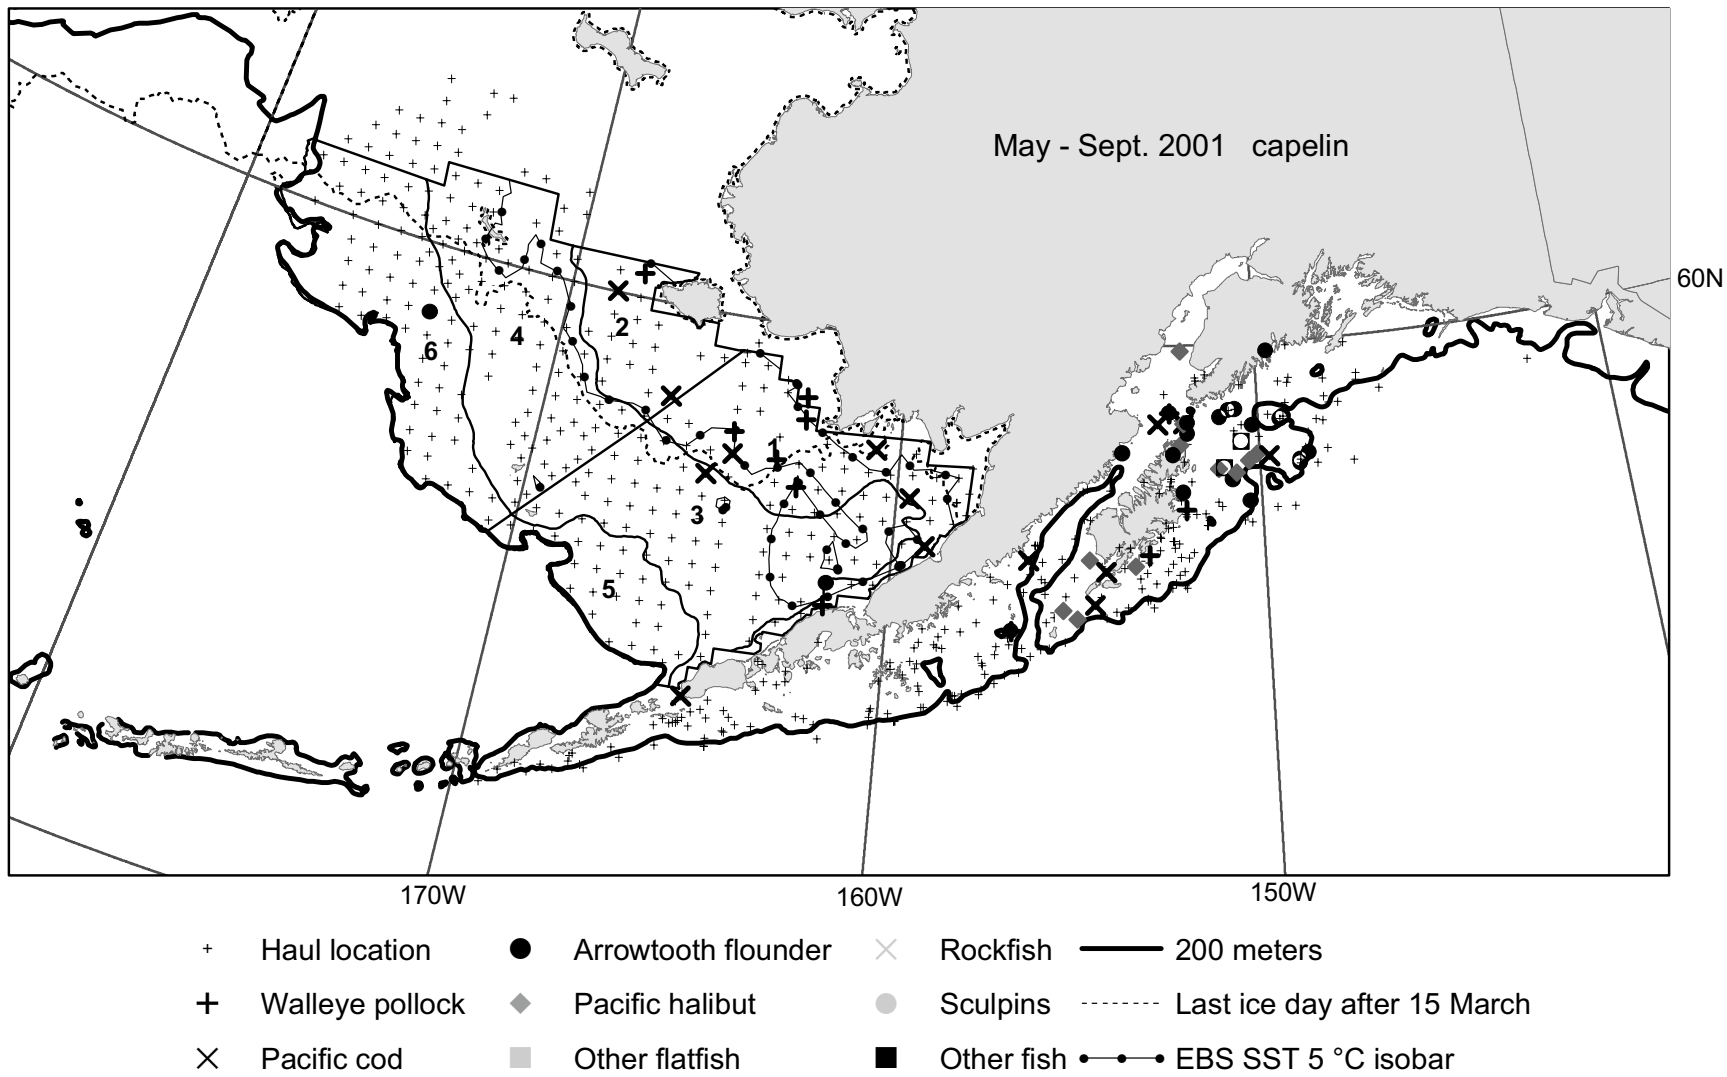 May - Sept. 2001 capelin
60N
2
4
6
1
3
5
170W
160W
150W
Haul location
Arrowtooth flounder
Rockfish
200 meters
Walleye pollock
Pacific halibut
Sculpins
Last ice day after 15 March
Pacific cod
Other flatfish
Other fish
EBS SST 5 °C isobar